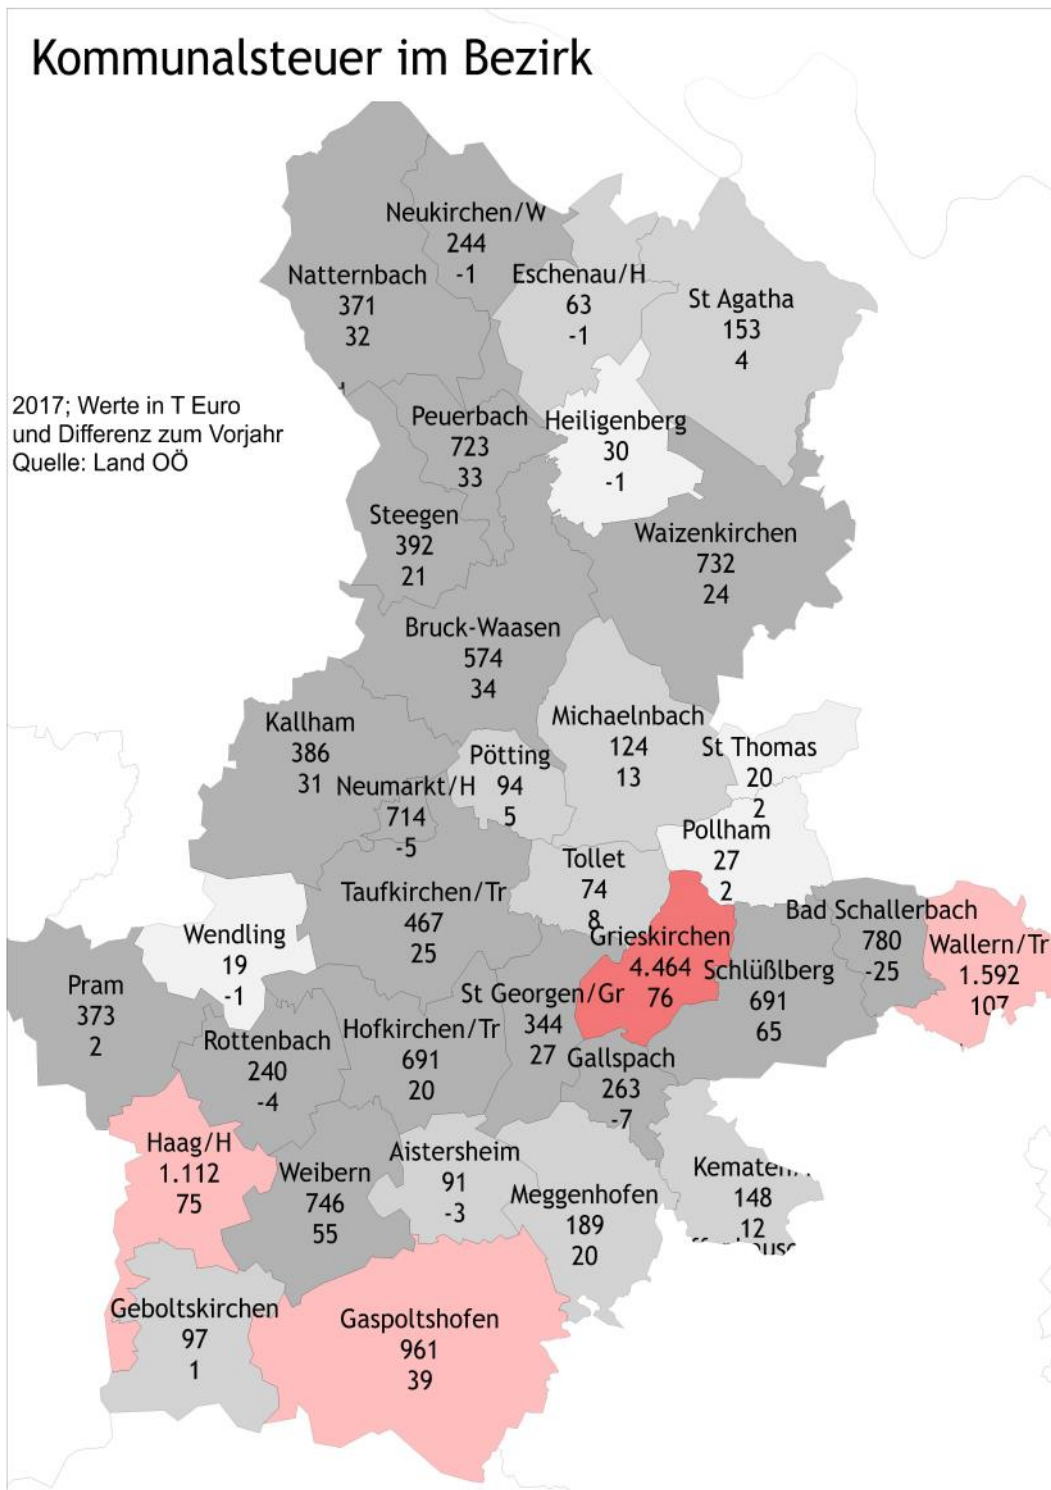 Kommunalsteuer im Bezirk
Neukirchen/W
244
-1
Natternbach
371
32
Eschenau/H
63
-1
St Agatha
153
4
2017; Werte in T Euro
und Differenz zum Vorjahr
Quelle: Land OÖ
Peuerbach
723
33
Heiligenberg
30
-1
Steegen
392
21
Waizenkirchen
732
24
Bruck-Waasen
574
34
Kallham
386
31
Neumarkt/H
714
-5
Pötting
94
5
Michaelnbach
124
13
St Thomas
20
2
Pollham
27
2
Tollet
74
8
Taufkirchen/Tr
467
25
Wendling
19
-1
Pram
373
2
Grieskirchen
4.464
76
Bad Schallerbach
780
-25
Wallern/Tr
1.592
107
Schlüßlberg
691
65
St Georgen/Gr
344
27
Hofkirchen/Tr
691
20
Rottenbach
240
-4
Gallspach
263
-7
Haag/H
1.112
75
Weibern
746
55
Aistersheim
91
-3
Meggenhofen
189
20
Kematen/
148
12
Geboltskirchen
97
1
Gaspoltshofen
961
39